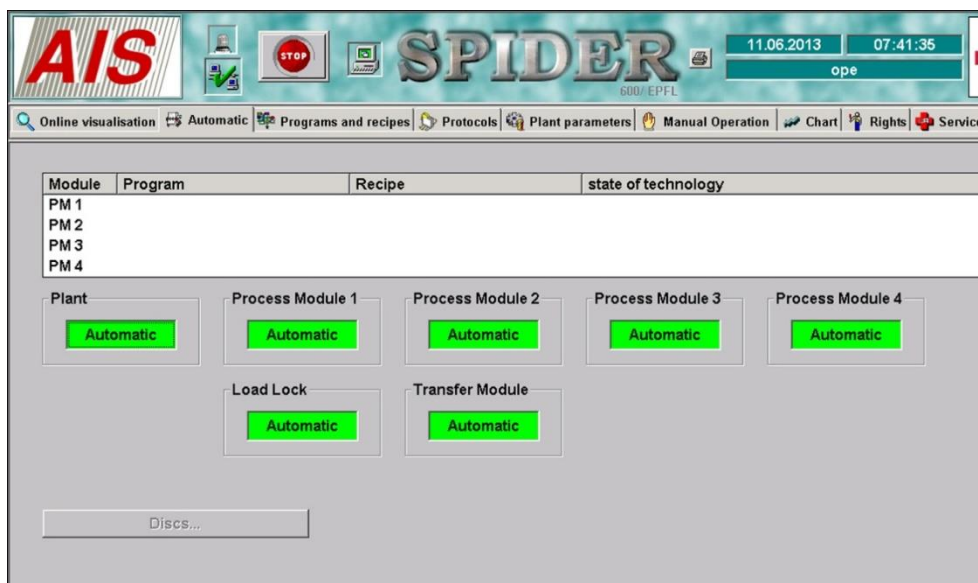 AIS
STOP
SPIDER
600/ EPFL
11.06.2013 07:41:35
ope
Online visualisation Automatic Programs and recipes Protocols Plant parameters Manual Operation Chart Rights Service
Module Program Recipe state of technology
PM 1
PM 2
PM 3
PM 4
Plant Process Module 1 Process Module 2 Process Module 3 Process Module 4
Automatic Automatic Automatic Automatic Automatic
Load Lock Transfer Module
Automatic Automatic
Discs...